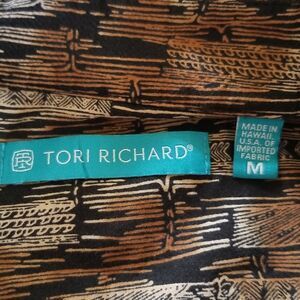 TORI RICHARD®
MADE IN
HAWAII,
U.S.A. OF
IMPORTED
FABRIC
M